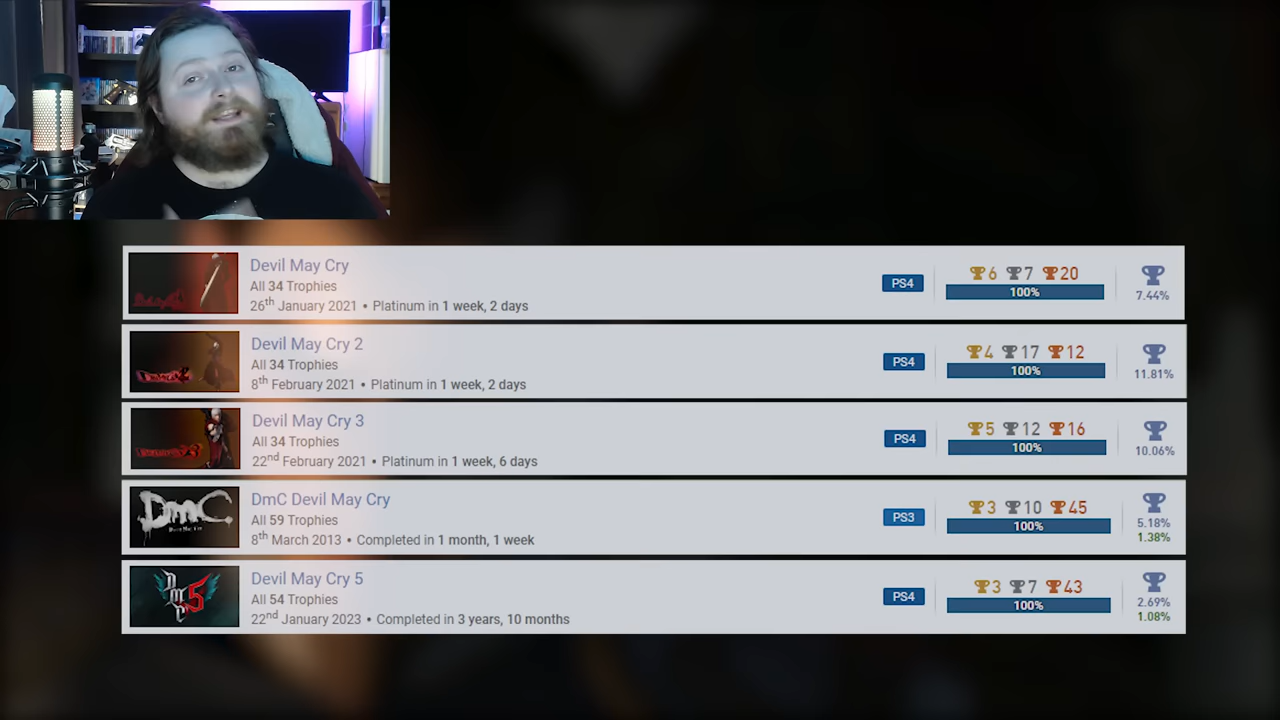 Devil May Cry
All 34 Trophies
26th January 2021 • Platinum in 1 week, 2 days
PS4
6 7 20
100%
7.44%
Devil May Cry 2
All 34 Trophies
8th February 2021 • Platinum in 1 week, 2 days
PS4
4 17 12
100%
11.81%
Devil May Cry 3
All 34 Trophies
22nd February 2021 • Platinum in 1 week, 6 days
PS4
5 12 16
100%
10.06%
DmC
DmC Devil May Cry
All 59 Trophies
8th March 2013 • Completed in 1 month, 1 week
PS3
3 10 45
100%
5.18%
1.38%
DMC5
Devil May Cry 5
All 54 Trophies
22nd January 2023 • Completed in 3 years, 10 months
PS4
3 7 43
100%
2.69%
1.08%